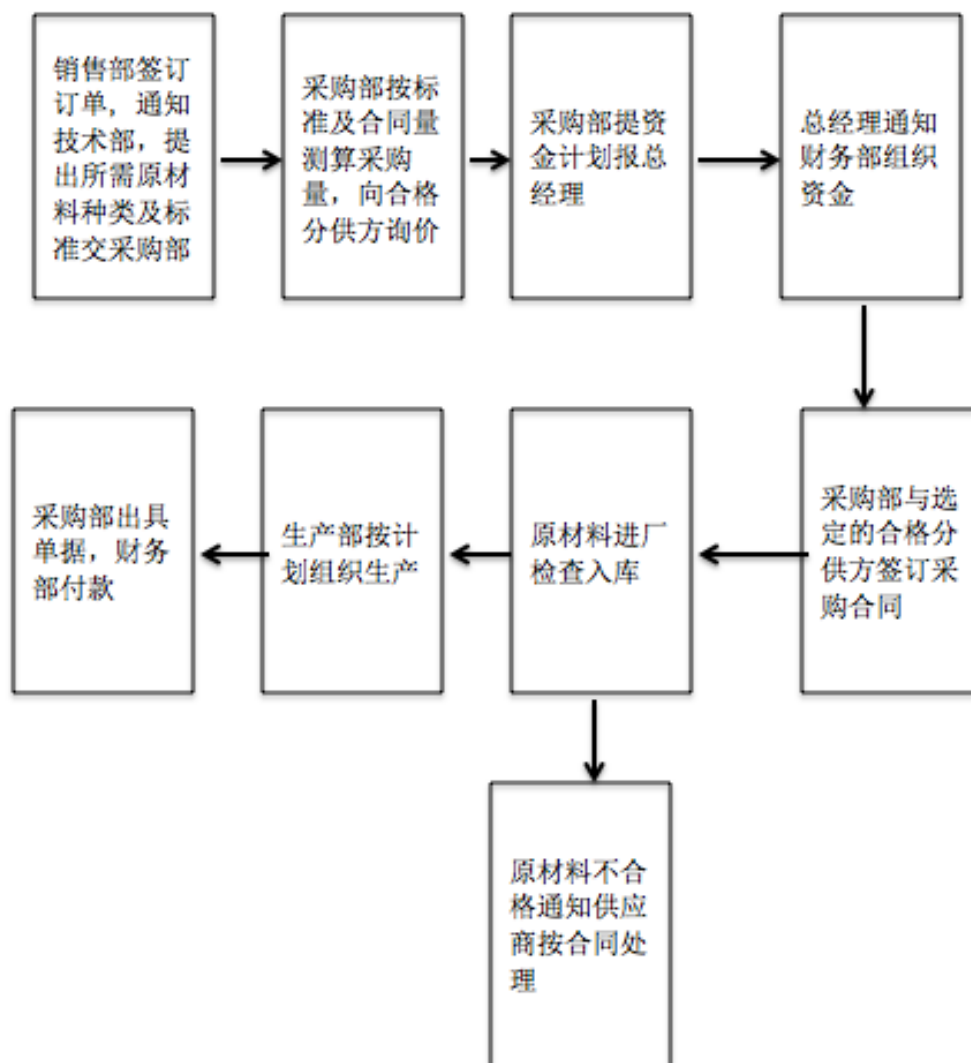 销售部签订
订单，通知
技术部，提
出所需原材
料种类及标
准交采购部
采购部按标
准及合同量
测算采购
量，向合格
分供方询价
采购部提资
金计划报总
经理
总经理通知
财务部组织
资金
采购部与选
定的合格分
供方签订采
购合同
原材料进厂
检查入库
生产部按计
划组织生产
采购部出具
单据，财务
部付款
原材料不合
格通知供应
商按合同处
理